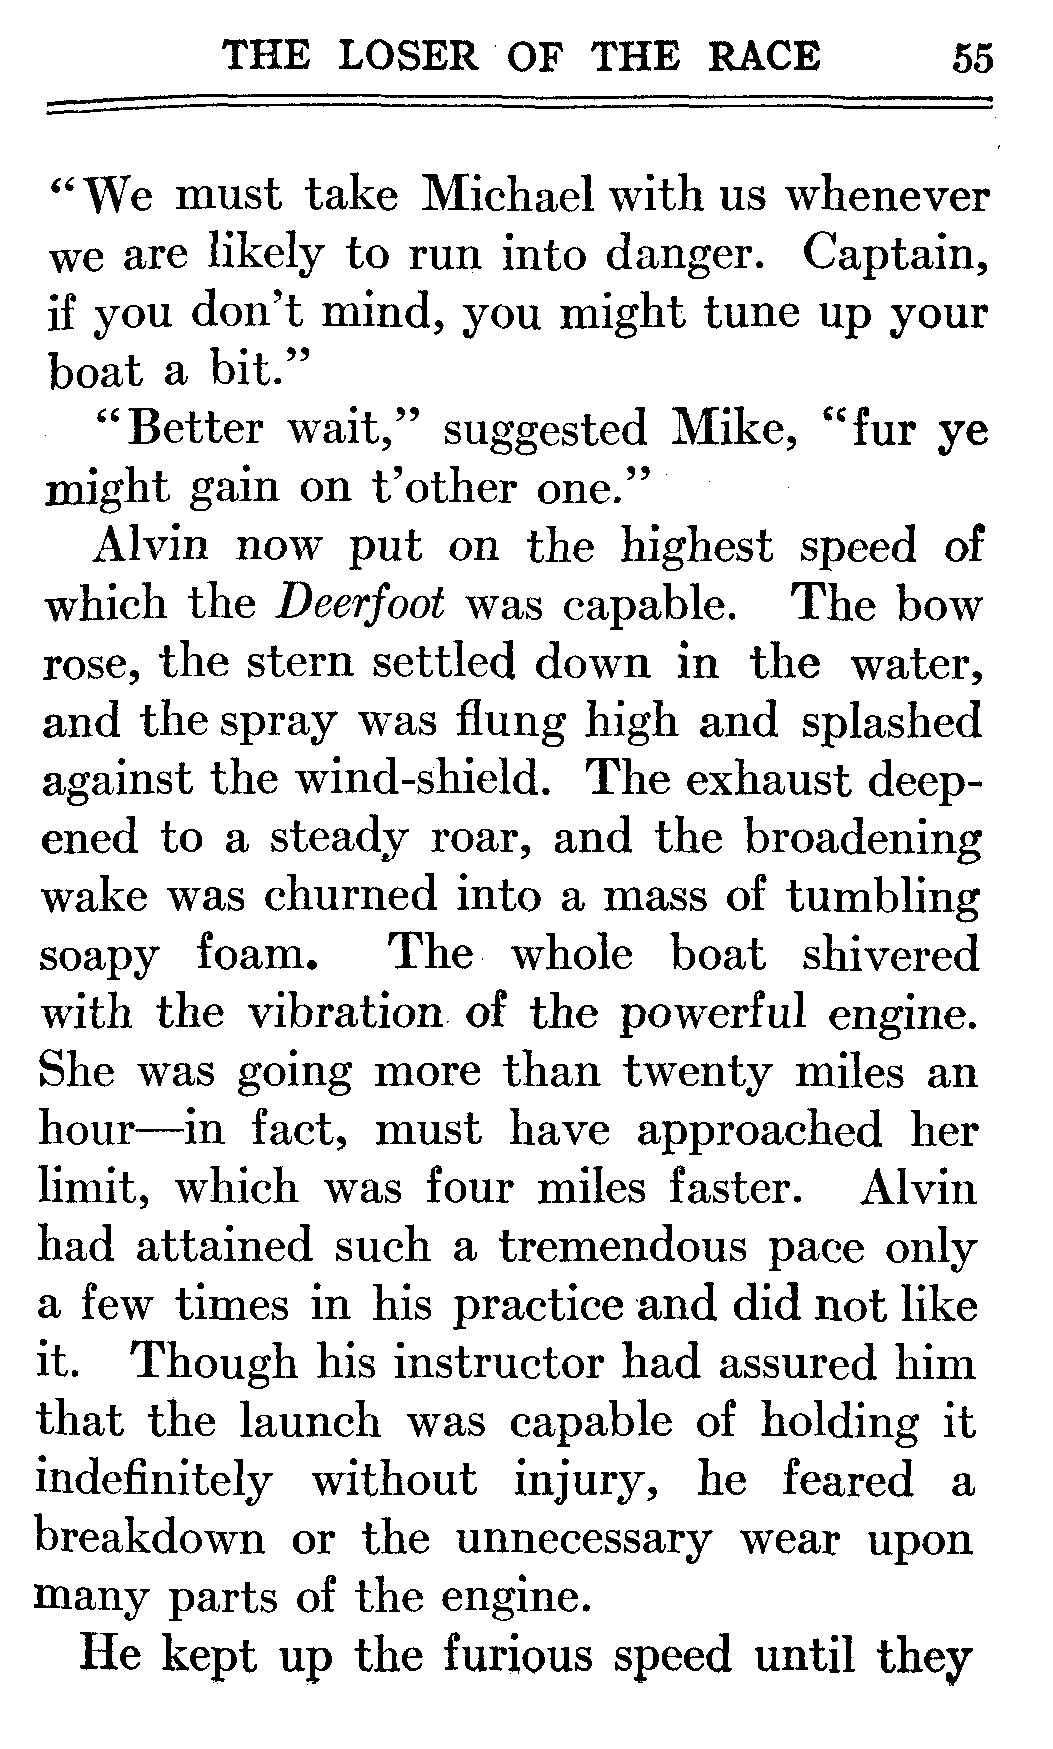 THE LOSER OF THE RACE 55
“We must take Michael with us whenever
we are likely to run into danger. Captain,
if you don’t mind, you might tune up your
boat a bit.”
“Better wait,” suggested Mike, “fur ye
might gain on t’other one.”
Alvin now put on the highest speed of
which the Deerfoot was capable. The bow
rose, the stern settled down in the water,
and the spray was flung high and splashed
against the wind-shield. The exhaust deep-
ened to a steady roar, and the broadening
wake was churned into a mass of tumbling
soapy foam. The whole boat shivered
with the vibration of the powerful engine.
She was going more than twenty miles an
hour—in fact, must have approached her
limit, which was four miles faster. Alvin
had attained such a tremendous pace only
a few times in his practice and did not like
it. Though his instructor had assured him
that the launch was capable of holding it
indefinitely without injury, he feared a
breakdown or the unnecessary wear upon
many parts of the engine.
He kept up the furious speed until they